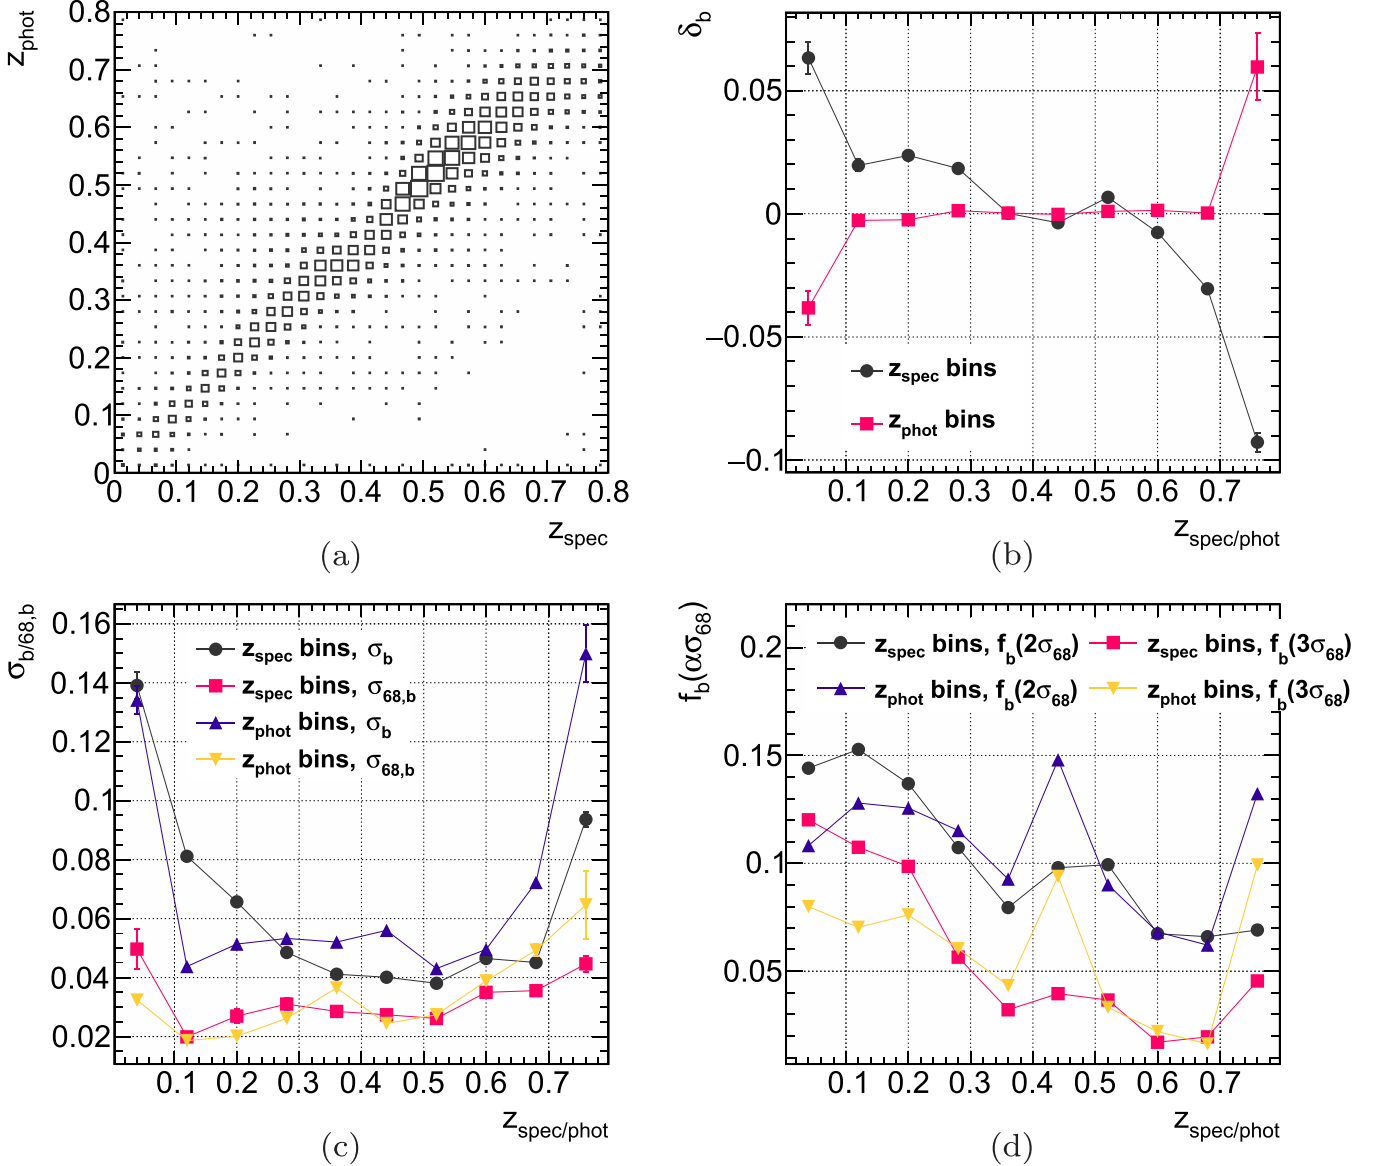 z_phot
0.8
0.7
0.6
0.5
0.4
0.3
0.2
0.1
0
0 0.1 0.2 0.3 0.4 0.5 0.6 0.7 0.8
z_spec
(a)
δ_b
0.05
0
−0.05
−0.1
z_spec bins
z_phot bins
0.1 0.2 0.3 0.4 0.5 0.6 0.7
z_spec/phot
(b)
σ_b/68,b
0.16
0.14
0.12
0.1
0.08
0.06
0.04
0.02
z_spec bins, σ_b
z_spec bins, σ_68,b
z_phot bins, σ_b
z_phot bins, σ_68,b
0.1 0.2 0.3 0.4 0.5 0.6 0.7
z_spec/phot
(c)
f_b(ασ_68)
0.2
0.15
0.1
0.05
z_spec bins, f_b(2σ_68) z_spec bins, f_b(3σ_68)
z_phot bins, f_b(2σ_68) z_phot bins, f_b(3σ_68)
0.1 0.2 0.3 0.4 0.5 0.6 0.7
z_spec/phot
(d)